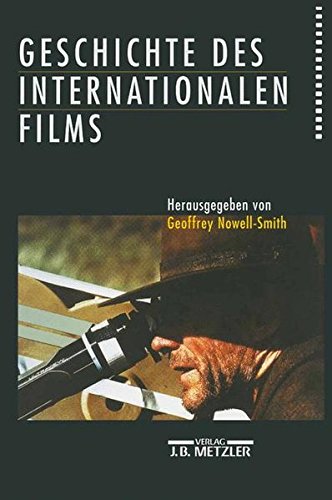 GESCHICHTE DES
INTERNATIONALEN
FILMS
Herausgegeben von
Geoffrey Nowell-Smith
VERLAG
J.B. METZLER